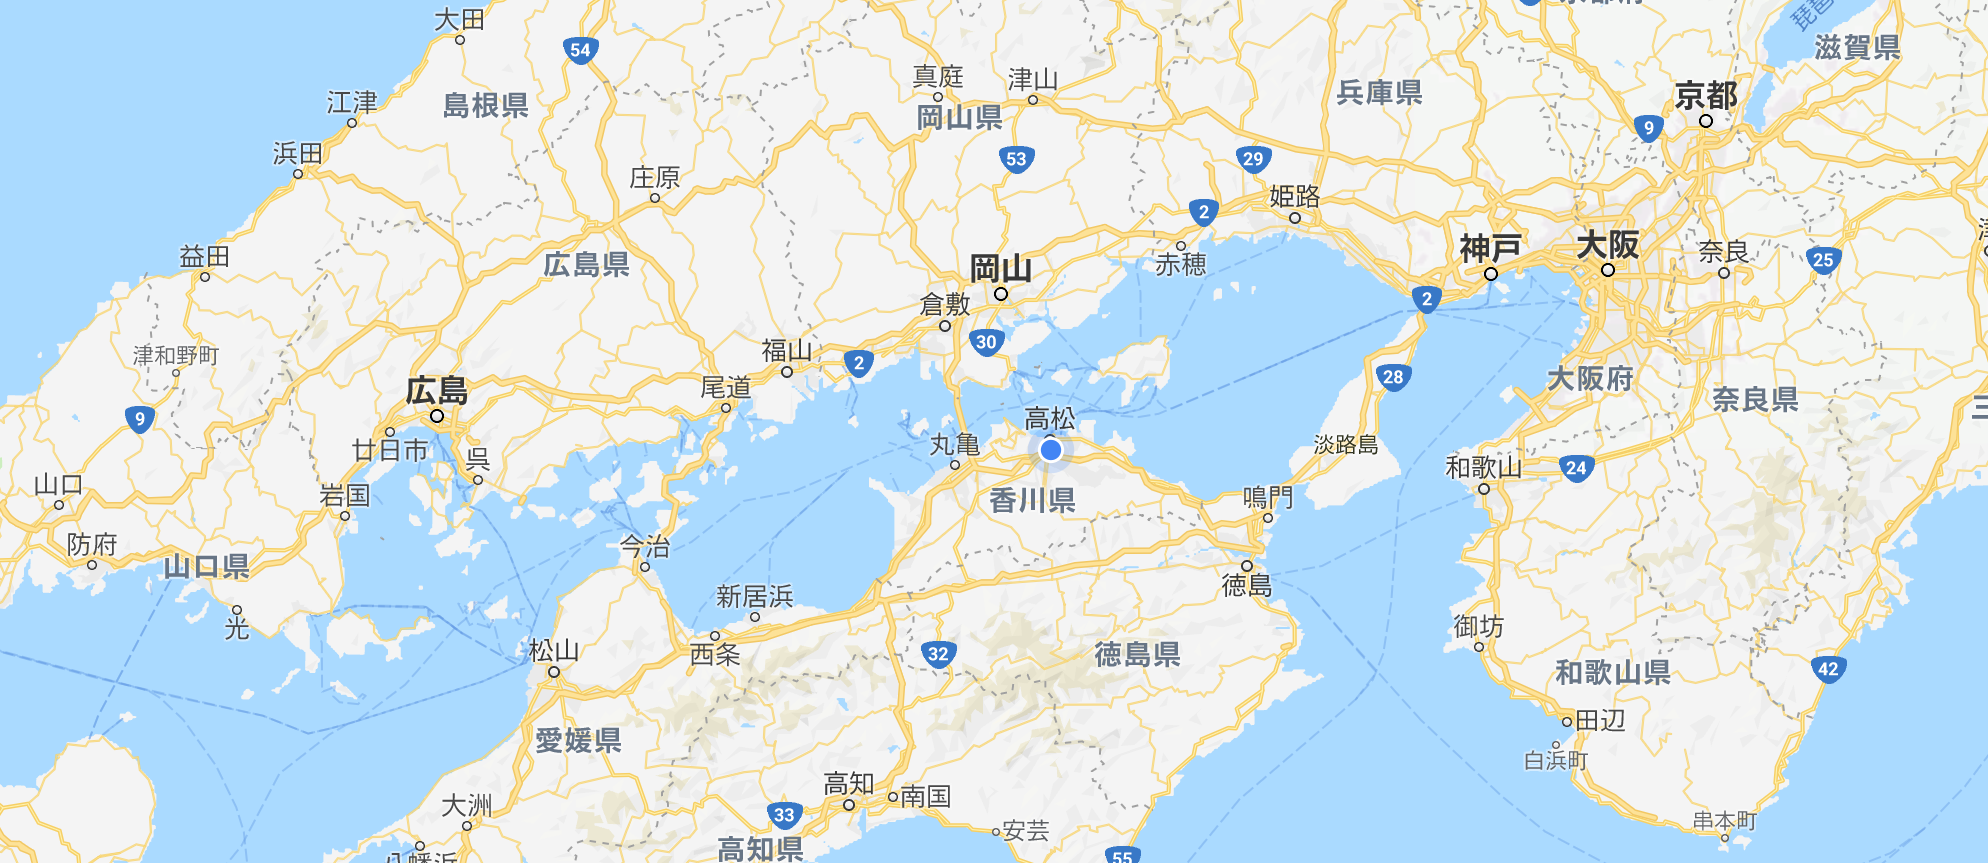 大田
54
島根県
江津
浜田
真庭
津山
岡山県
53
兵庫県
滋賀県
京都
9
29
姫路
2
庄原
益田
広島県
岡山
倉敷
赤穂
神戸
大阪
奈良
25
2
30
津和野町
9
広島
福山
2
尾道
28
大阪府
奈良県
高松
丸亀
淡路島
廿日市
呉
和歌山
24
山口
岩国
香川県
鳴門
防府
山口県
今治
徳島
新居浜
光
松山
西条
32
徳島県
御坊
和歌山県
42
愛媛県
田辺
白浜町
大洲
高知
南国
33
安芸
串本町
高知県
55